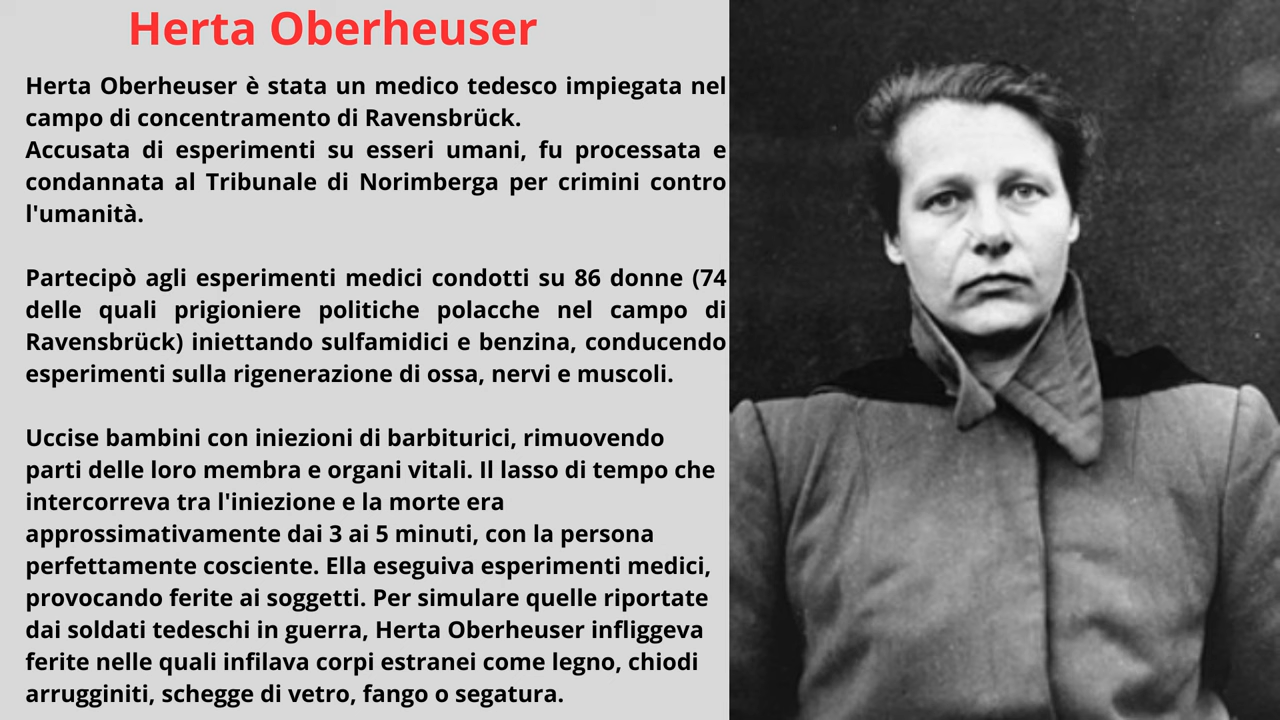 Herta Oberheuser
Herta Oberheuser è stata un medico tedesco impiegata nel
campo di concentramento di Ravensbrück.
Accusata di esperimenti su esseri umani, fu processata e
condannata al Tribunale di Norimberga per crimini contro
l'umanità.
Partecipò agli esperimenti medici condotti su 86 donne (74
delle quali prigioniere politiche polacche nel campo di
Ravensbrück) iniettando sulfamidici e benzina, conducendo
esperimenti sulla rigenerazione di ossa, nervi e muscoli.
Uccise bambini con iniezioni di barbiturici, rimuovendo
parti delle loro membra e organi vitali. Il lasso di tempo che
intercorreva tra l'iniezione e la morte era
approssimativamente dai 3 ai 5 minuti, con la persona
perfettamente cosciente. Ella eseguiva esperimenti medici,
provocando ferite ai soggetti. Per simulare quelle riportate
dai soldati tedeschi in guerra, Herta Oberheuser infliggeva
ferite nelle quali infilava corpi estranei come legno, chiodi
arrugginiti, schegge di vetro, fango o segatura.